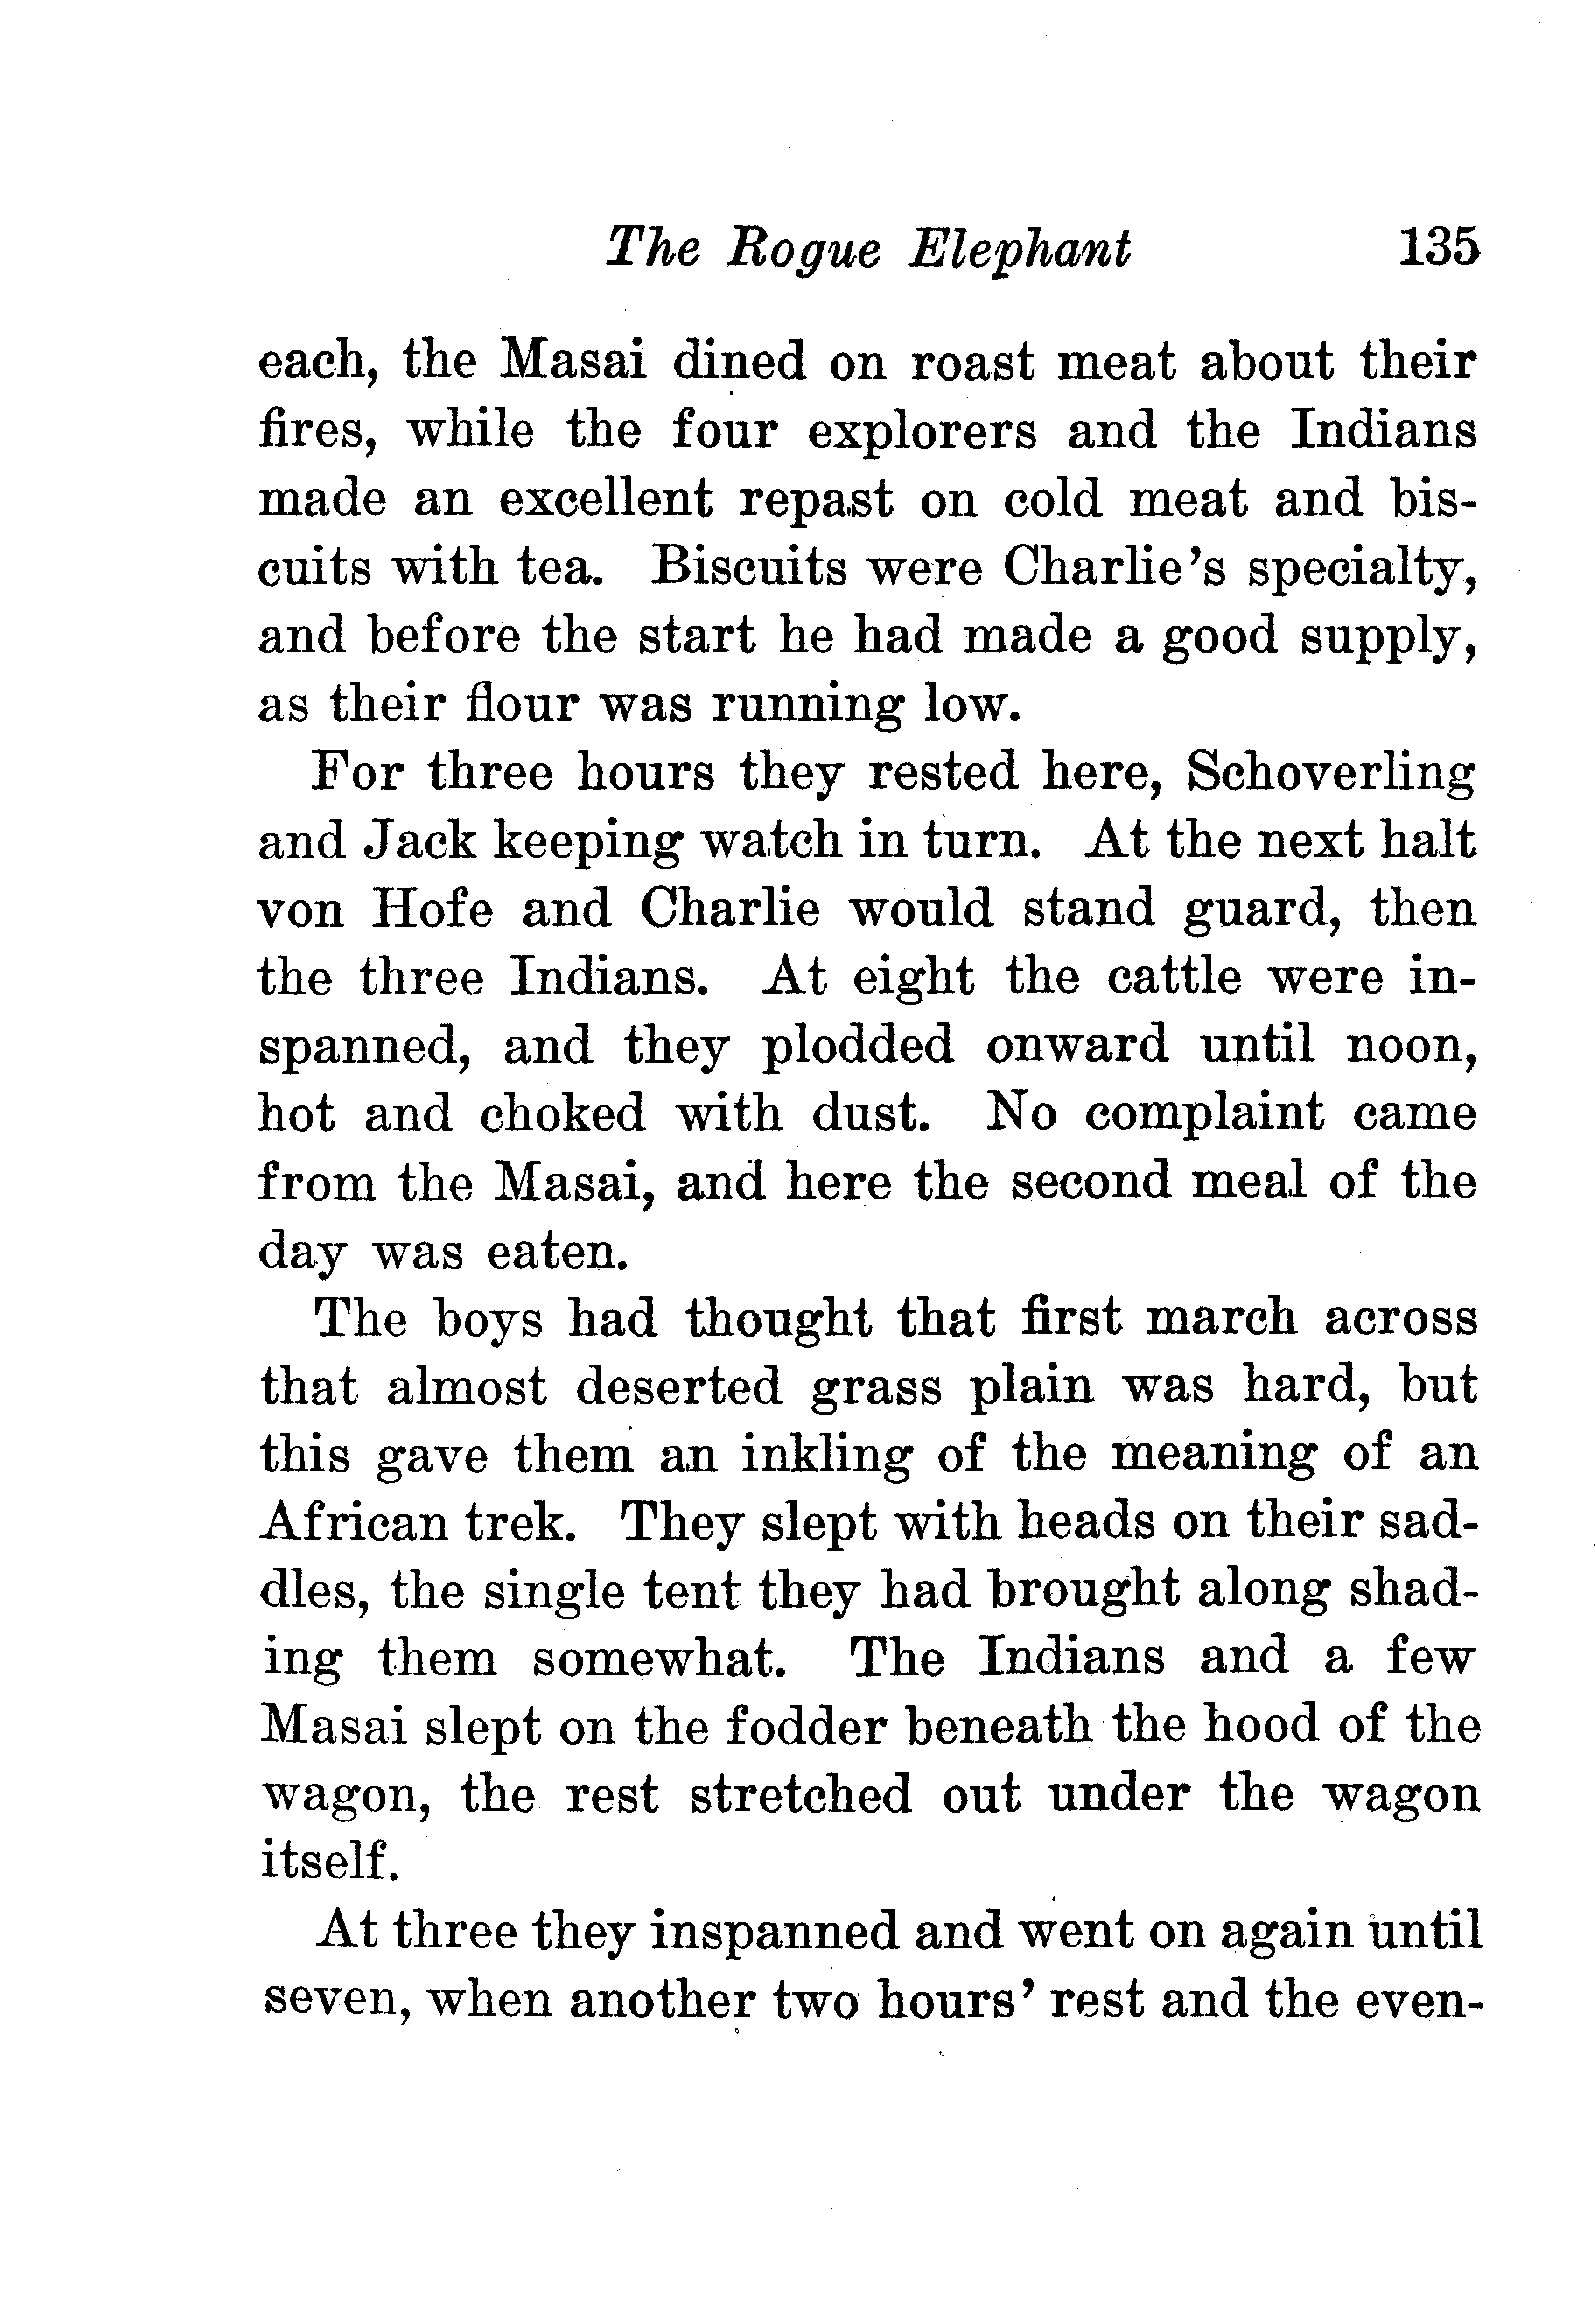 The Rogue Elephant 135
each, the Masai dined on roast meat about their
fires, while the four explorers and the Indians
made an excellent repast on cold meat and bis-
cuits with tea. Biscuits were Charlie's specialty,
and before the start he had made a good supply,
as their flour was running low.
For three hours they rested here, Schoverling
and Jack keeping watch in turn. At the next halt
von Hofe and Charlie would stand guard, then
the three Indians. At eight the cattle were in-
spanned, and they plodded onward until noon,
hot and choked with dust. No complaint came
from the Masai, and here the second meal of the
day was eaten.
The boys had thought that first march across
that almost deserted grass plain was hard, but
this gave them an inkling of the meaning of an
African trek. They slept with heads on their sad-
dles, the single tent they had brought along shad-
ing them somewhat. The Indians and a few
Masai slept on the fodder beneath the hood of the
wagon, the rest stretched out under the wagon
itself.
At three they inspanned and went on again until
seven, when another two hours' rest and the even-